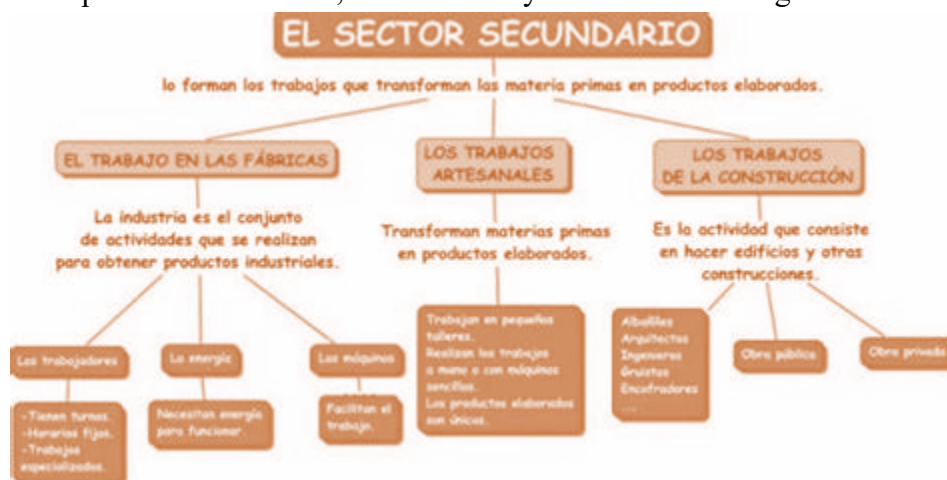 EL SECTOR SECUNDARIO
lo forman los trabajos que transforman las materia primas en productos elaborados.
EL TRABAJO EN LAS FÁBRICAS
LOS TRABAJOS
ARTESANALES
LOS TRABAJOS
DE LA CONSTRUCCIÓN
La industria es el conjunto
de actividades que se realizan
para obtener productos industriales.
Transforman materias primas
en productos elaborados.
Es la actividad que consiste
en hacer edificios y otras
construcciones.
Los trabajadores
La energía
Las máquinas
Trabajan en pequeños
talleres.
Realizan los trabajos
a mano o con máquinas
sencillas.
Los productos elaborados
son únicos.
Albañiles
Arquitectos
Ingenieros
Gruistas
Encofradores
....
Obra pública
Obra privada
-Tienen turnos.
-Horarios fijos.
-Trabajos
especializados.
Necesitan energía
para funcionar.
Facilitan el
trabajo.